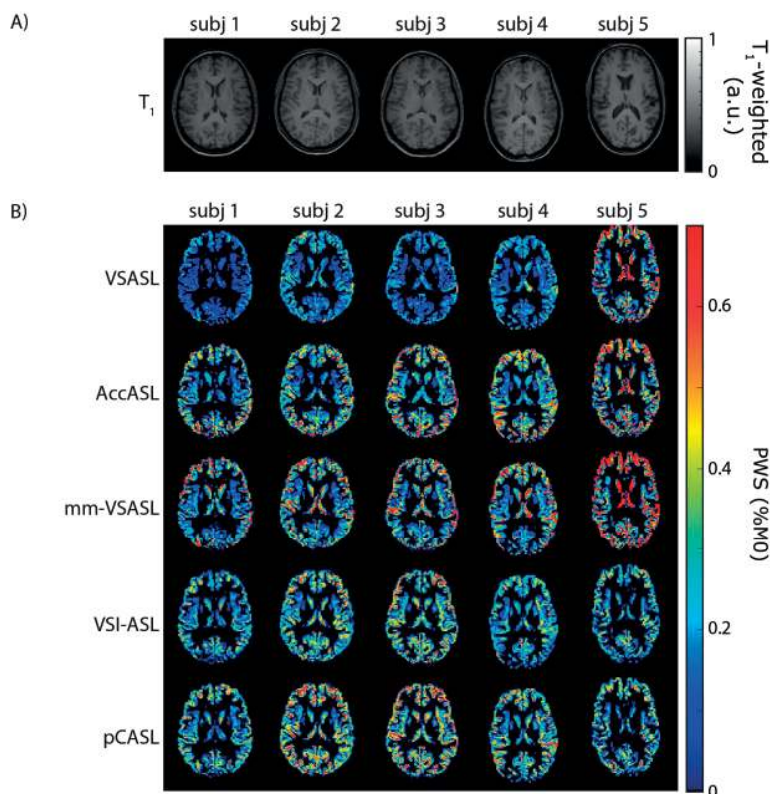 A)
subj 1 subj 2 subj 3 subj 4 subj 5
T1
1
0
T1-weighted
(a.u.)
B)
subj 1 subj 2 subj 3 subj 4 subj 5
VSASL
AccASL
mm-VSASL
VSI-ASL
pCASL
0.6
0.4
0.2
0
PWS (%M0)